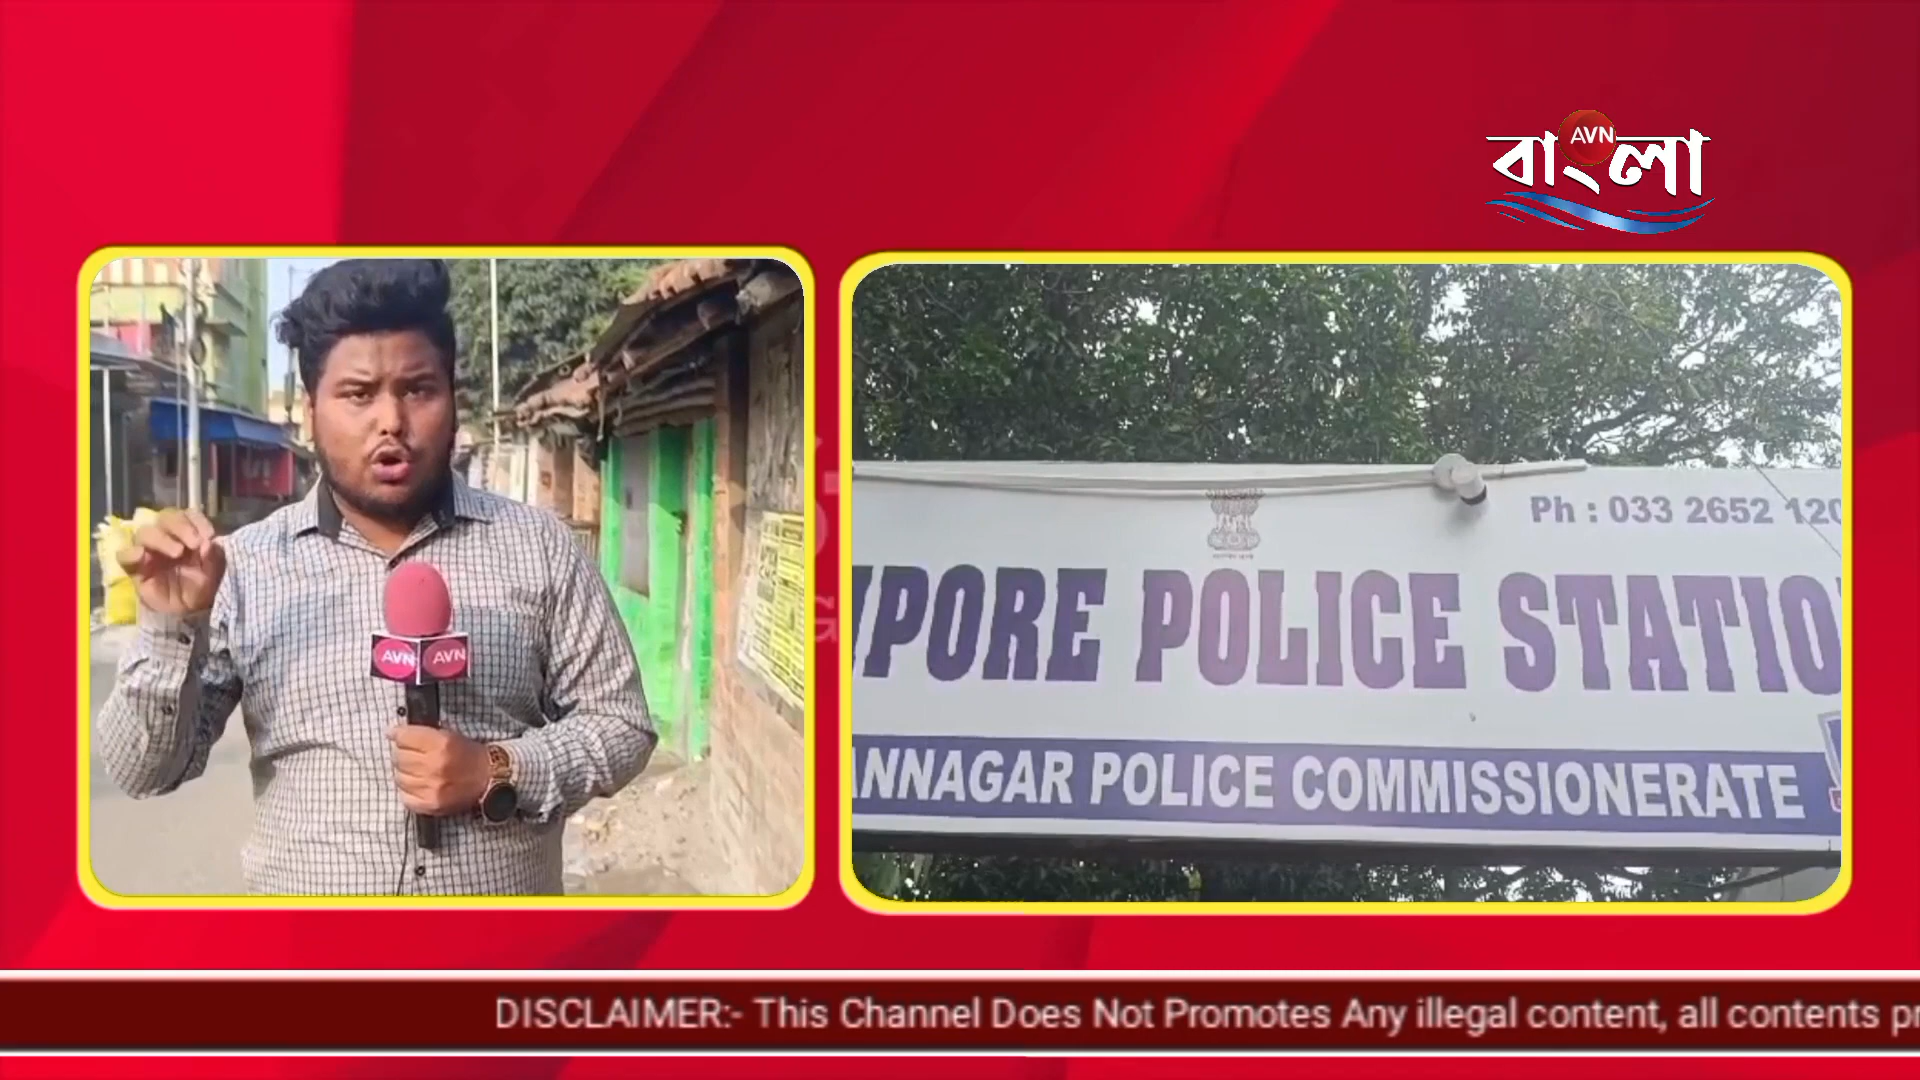 বাংলা
AVN
AVN AVN
Ph : 033 2652 120
PORE POLICE STATIO
ANNAGAR POLICE COMMISSIONERATE
DISCLAIMER:- This Channel Does Not Promotes Any illegal content, all contents pr